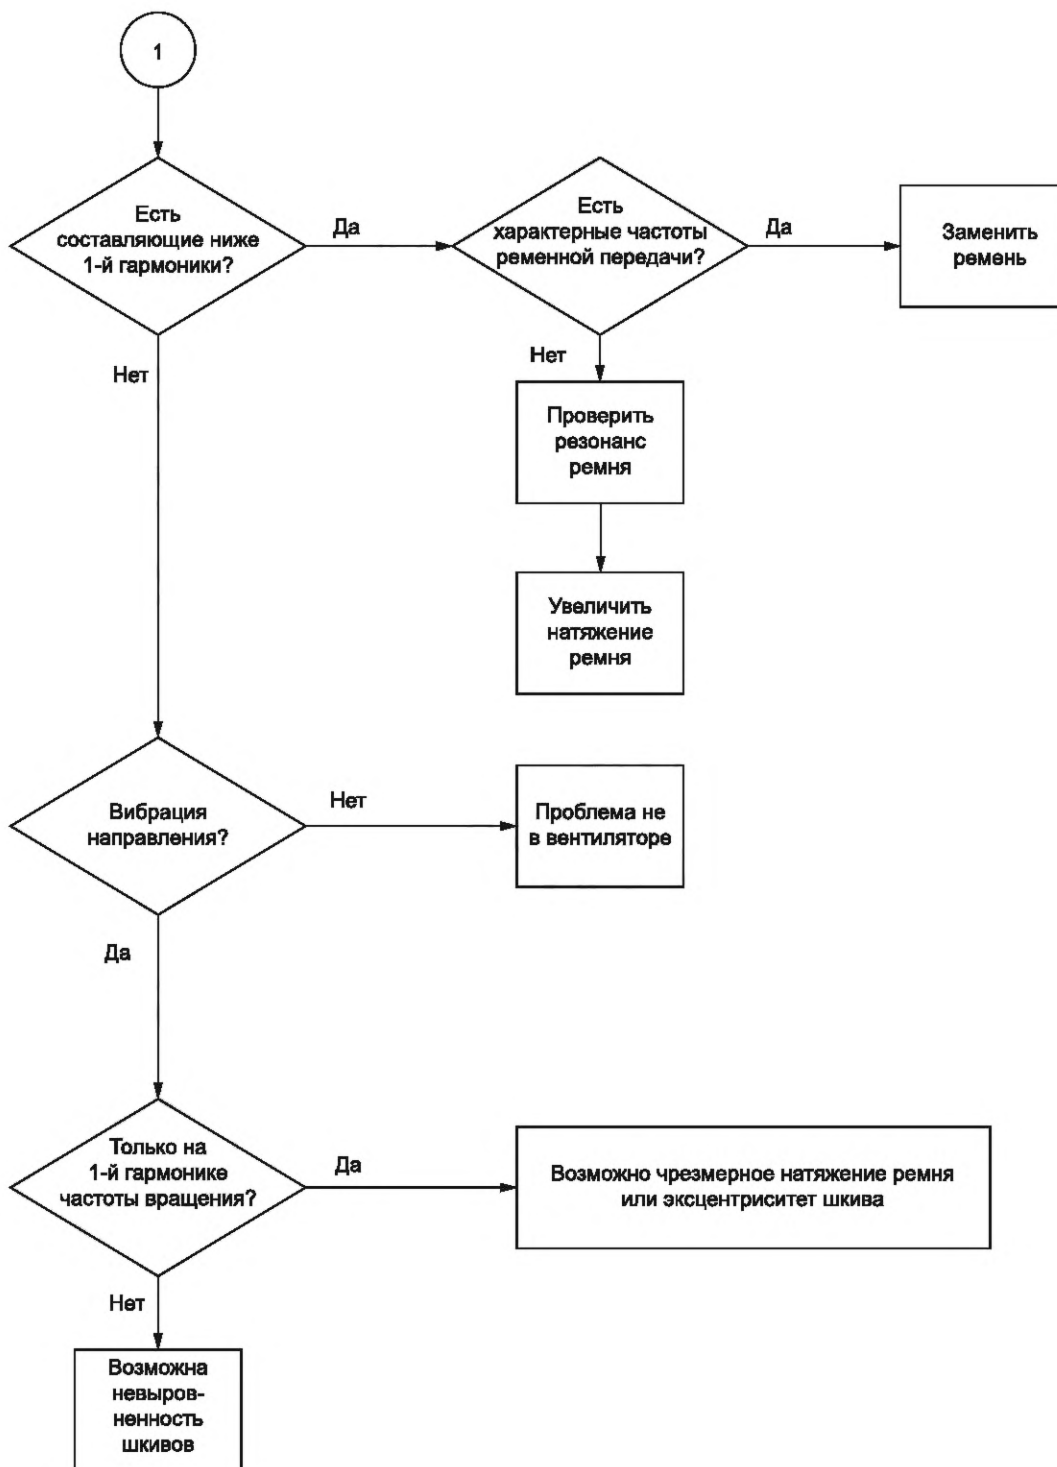 1
Есть
составляющие ниже
1-й гармоники?
Да
Есть
характерные частоты
ременной передачи?
Да
Заменить
ремень
Нет
Нет
Проверить
резонанс
ремня
Увеличить
натяжение
ремня
Вибрация
направления?
Нет
Проблема не
в вентиляторе
Да
Только на
1-й гармонике
частоты вращения?
Да
Возможно чрезмерное натяжение ремня
или эксцентриситет шкива
Нет
Возможна
невыров-
ненность
шкивов